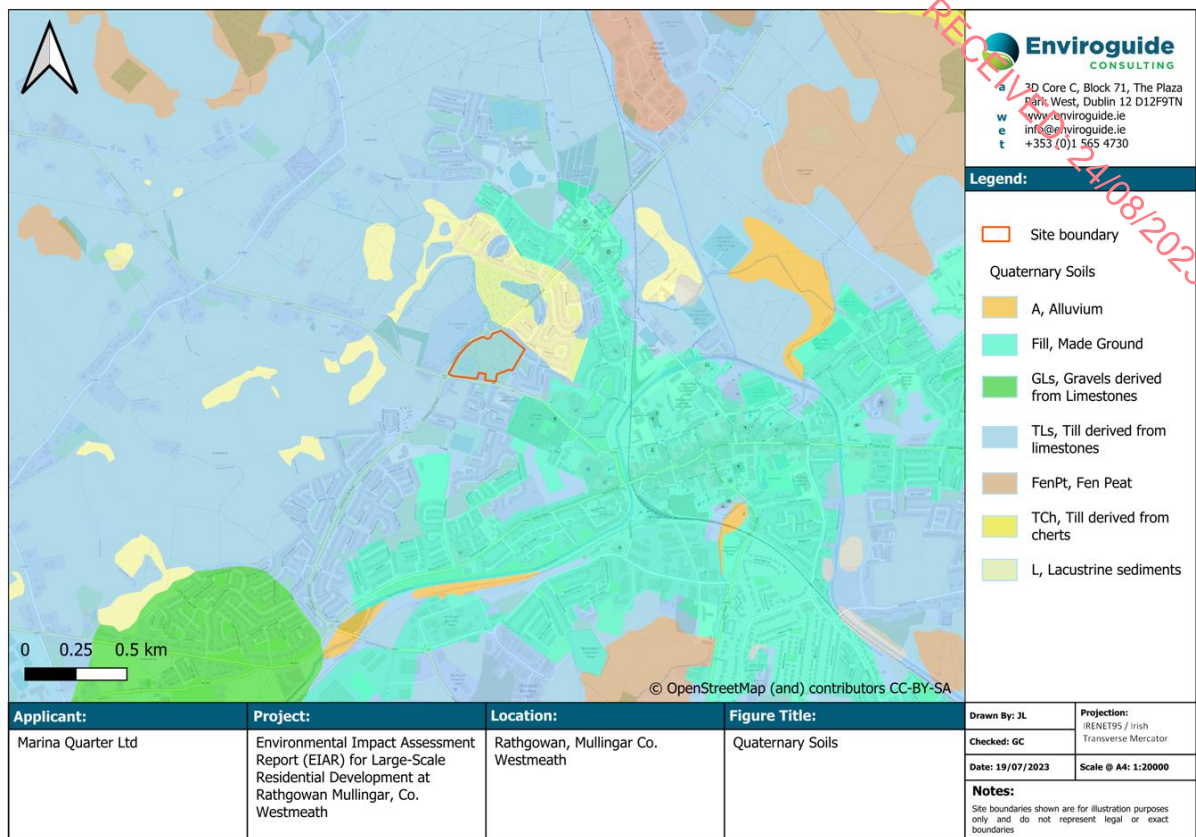 RECEIVED: 24/08/2023
Enviroguide
CONSULTING
a 3D Core C, Block 71, The Plaza
Park West, Dublin 12 D12F9TN
w www.enviroguide.ie
e info@enviroguide.ie
t +353 (0)1 565 4730
Legend:
Site boundary
Quaternary Soils
A, Alluvium
Fill, Made Ground
GLs, Gravels derived
from Limestones
TLs, Till derived from
limestones
FenPt, Fen Peat
TCh, Till derived from
cherts
L, Lacustrine sediments
0 0.25 0.5 km
© OpenStreetMap (and) contributors CC-BY-SA
Applicant:
Marina Quarter Ltd
Project:
Environmental Impact Assessment
Report (EIAR) for Large-Scale
Residential Development at
Rathgowan Mullingar, Co.
Westmeath
Location:
Rathgowan, Mullingar Co.
Westmeath
Figure Title:
Quaternary Soils
Drawn By: JL
Checked: GC
Date: 19/07/2023
Projection:
IRENET95 / Irish
Transverse Mercator
Scale @ A4: 1:20000
Notes:
Site boundaries shown are for illustration purposes
only and do not represent legal or exact
boundaries